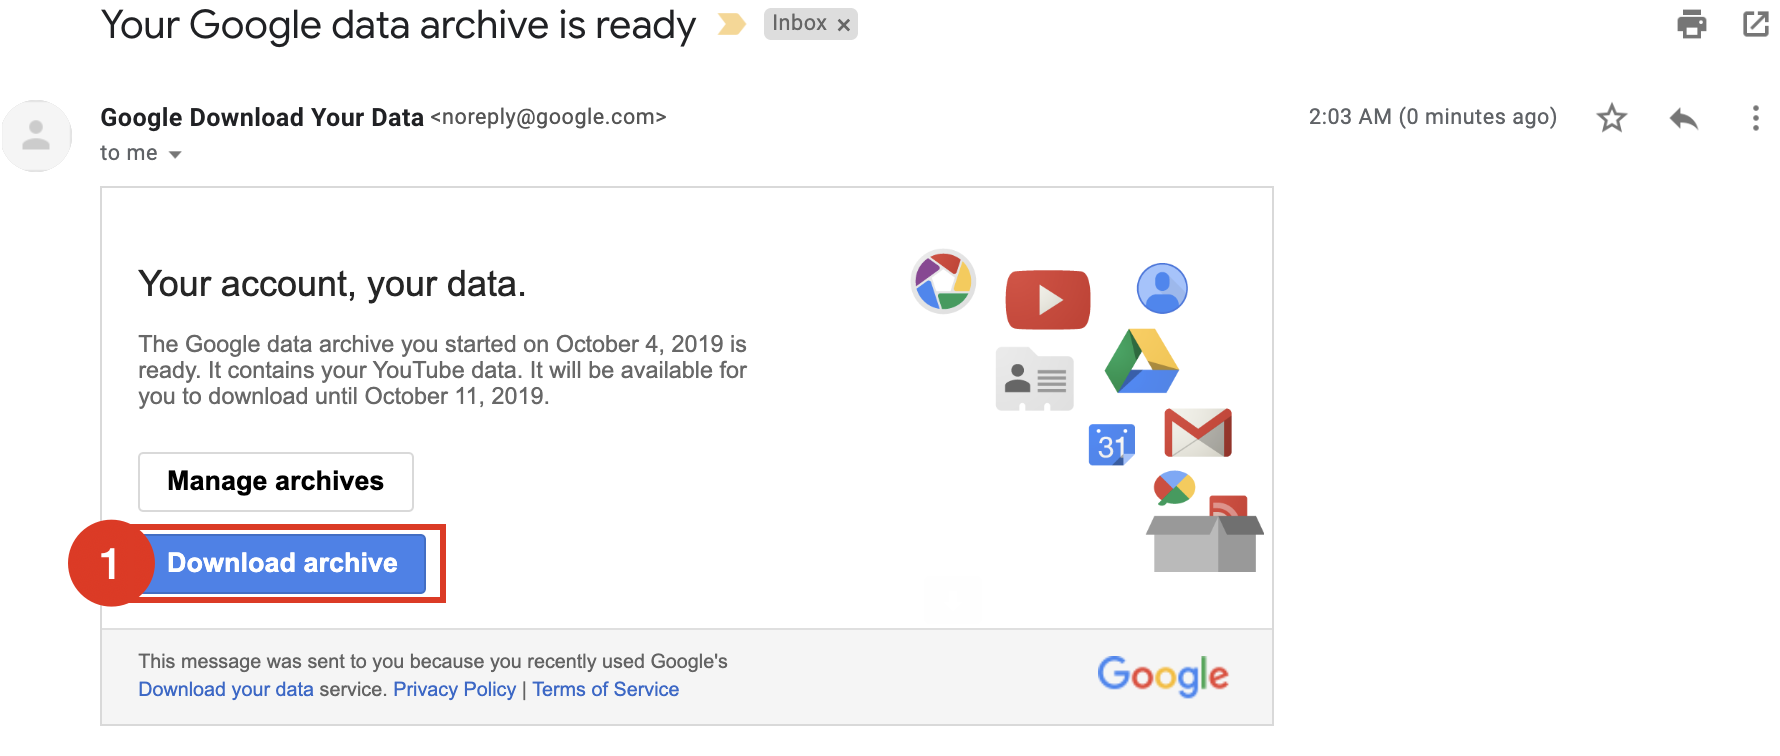 Your Google data archive is ready
Inbox ×
Google Download Your Data <noreply@google.com>
2:03 AM (0 minutes ago)
to me
Your account, your data.
The Google data archive you started on October 4, 2019 is
ready. It contains your YouTube data. It will be available for
you to download until October 11, 2019.
31
Manage archives
1
Download archive
This message was sent to you because you recently used Google's
Download your data service. Privacy Policy | Terms of Service
Google